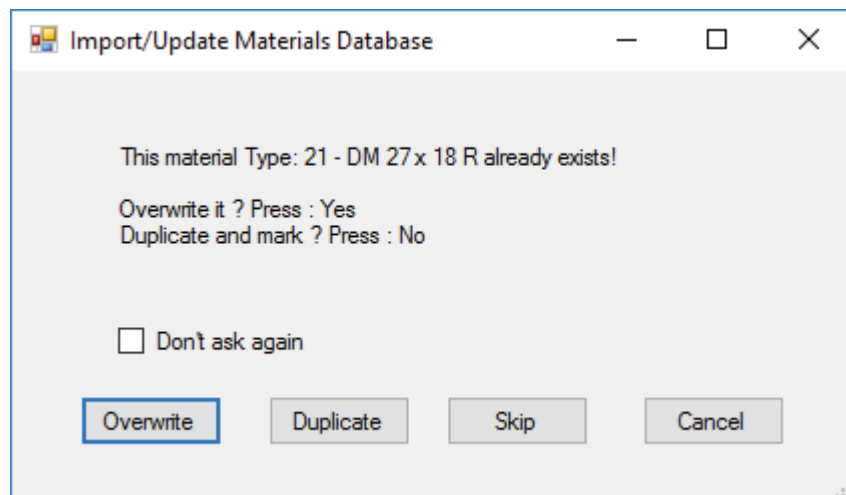 Import/Update Materials Database
This material Type: 21 - DM 27 x 18 R already exists!
Overwrite it ? Press : Yes
Duplicate and mark ? Press : No
Don't ask again
Overwrite Duplicate Skip Cancel